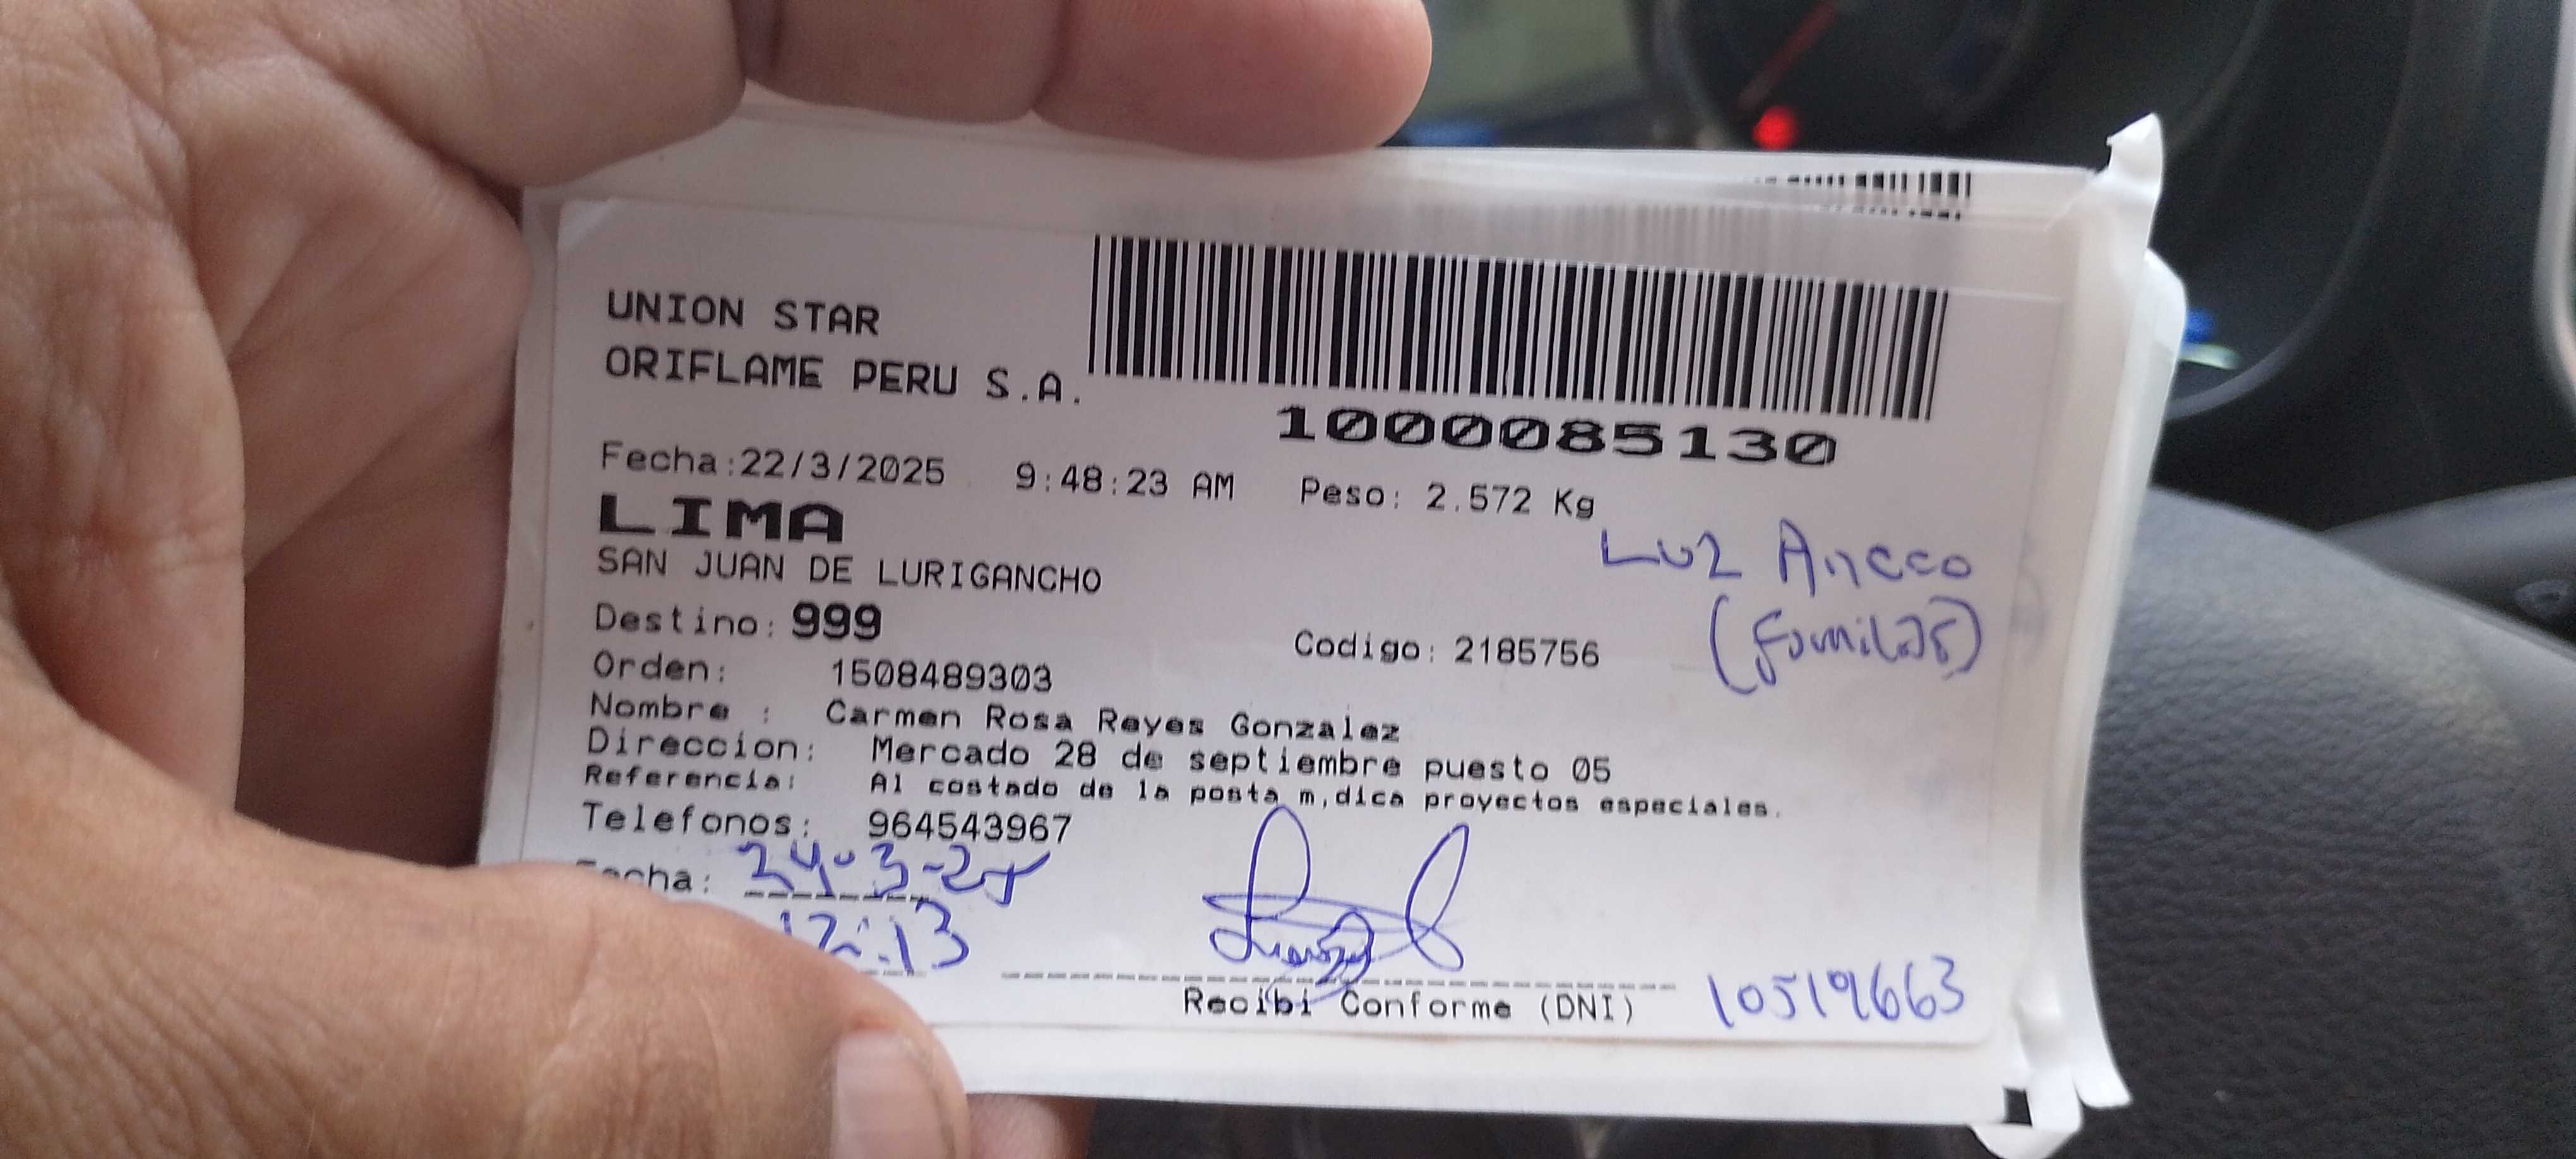 UNION STAR
ORIFLAME PERU S.A.
1000085130
Fecha:22/3/2025 9:48:23 AM Peso: 2.572 Kg
LIMA
SAN JUAN DE LURIGANCHO
Luz Ancco
(familiar)
Destino: 999
Codigo: 2185756
Orden: 1508489303
Nombre : Carmen Rosa Reyes Gonzalez
Direccion: Mercado 28 de septiembre puesto 05
Referencia: Al costado de la posta m,dica proyectos especiales.
Telefonos: 964543967
Fecha: 24-3-25
12:13
Recibi Conforme (DNI) 10519663